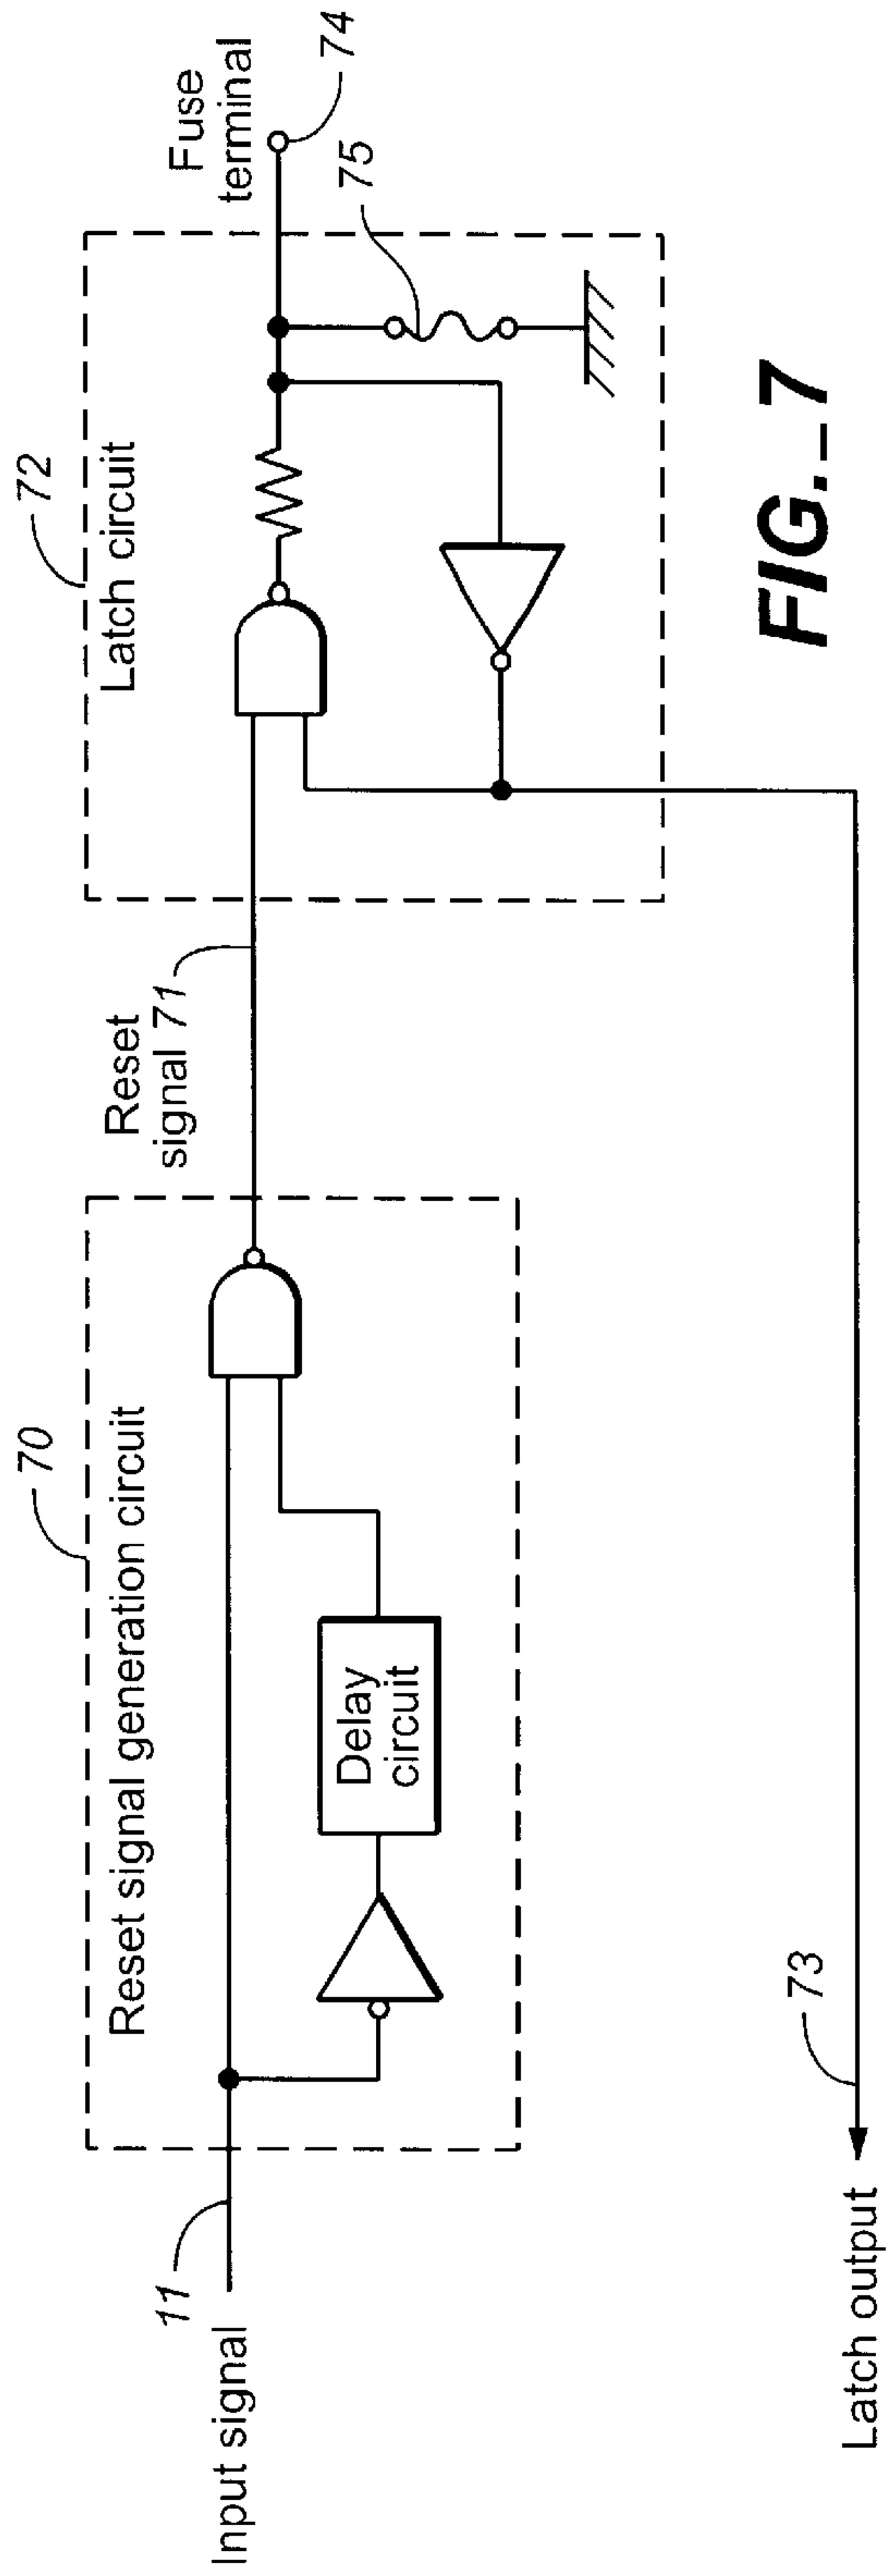 70
Reset signal generation circuit
Input signal
11
Delay
circuit
Reset
signal 71
72
Latch circuit
Fuse
terminal
74
75
73
Latch output
FIG._7